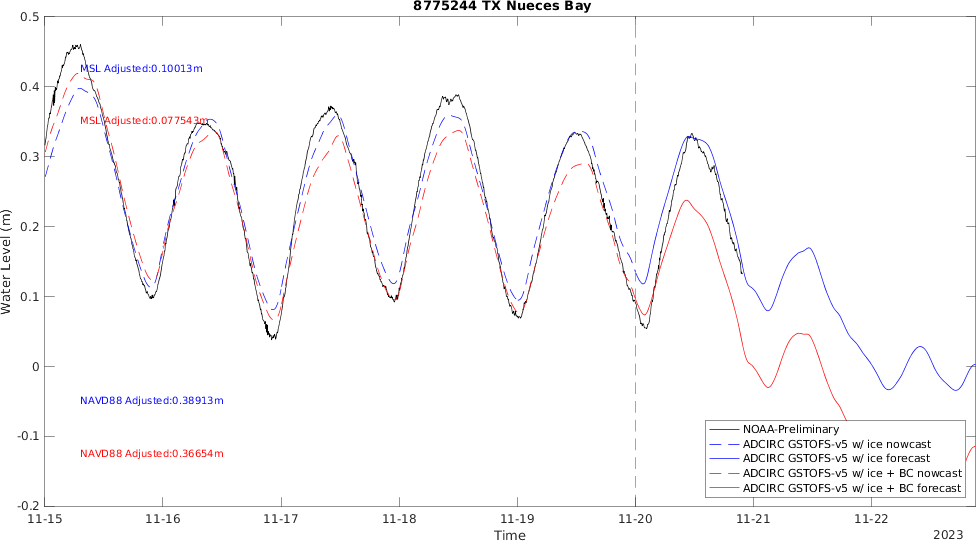 8775244 TX Nueces Bay
0.5
0.4
0.3
0.2
0.1
0
-0.1
-0.2
Water Level (m)
MSL Adjusted:0.10013m
MSL Adjusted:0.077543m
NAVD88 Adjusted:0.38913m
NAVD88 Adjusted:0.36654m
NOAA-Preliminary
ADCIRC GSTOFS-v5 w/ ice nowcast
ADCIRC GSTOFS-v5 w/ ice forecast
ADCIRC GSTOFS-v5 w/ ice + BC nowcast
ADCIRC GSTOFS-v5 w/ ice + BC forecast
11-15 11-16 11-17 11-18 11-19 11-20 11-21 11-22
Time
2023